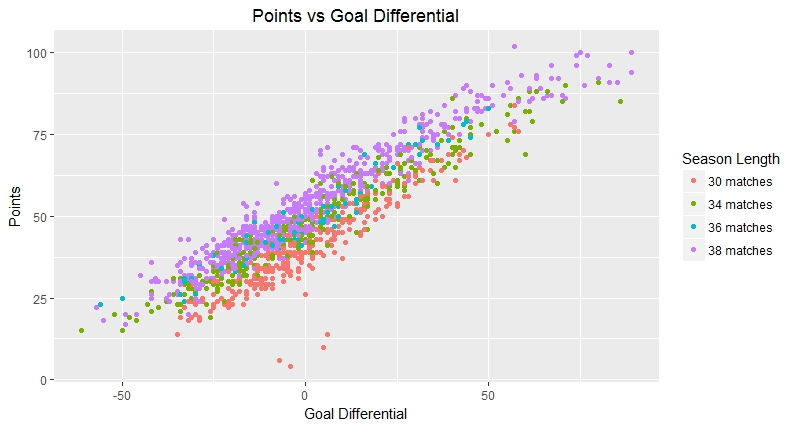 Points vs Goal Differential
Points
100
75
50
25
0
-50
0
50
Goal Differential
Season Length
30 matches
34 matches
36 matches
38 matches